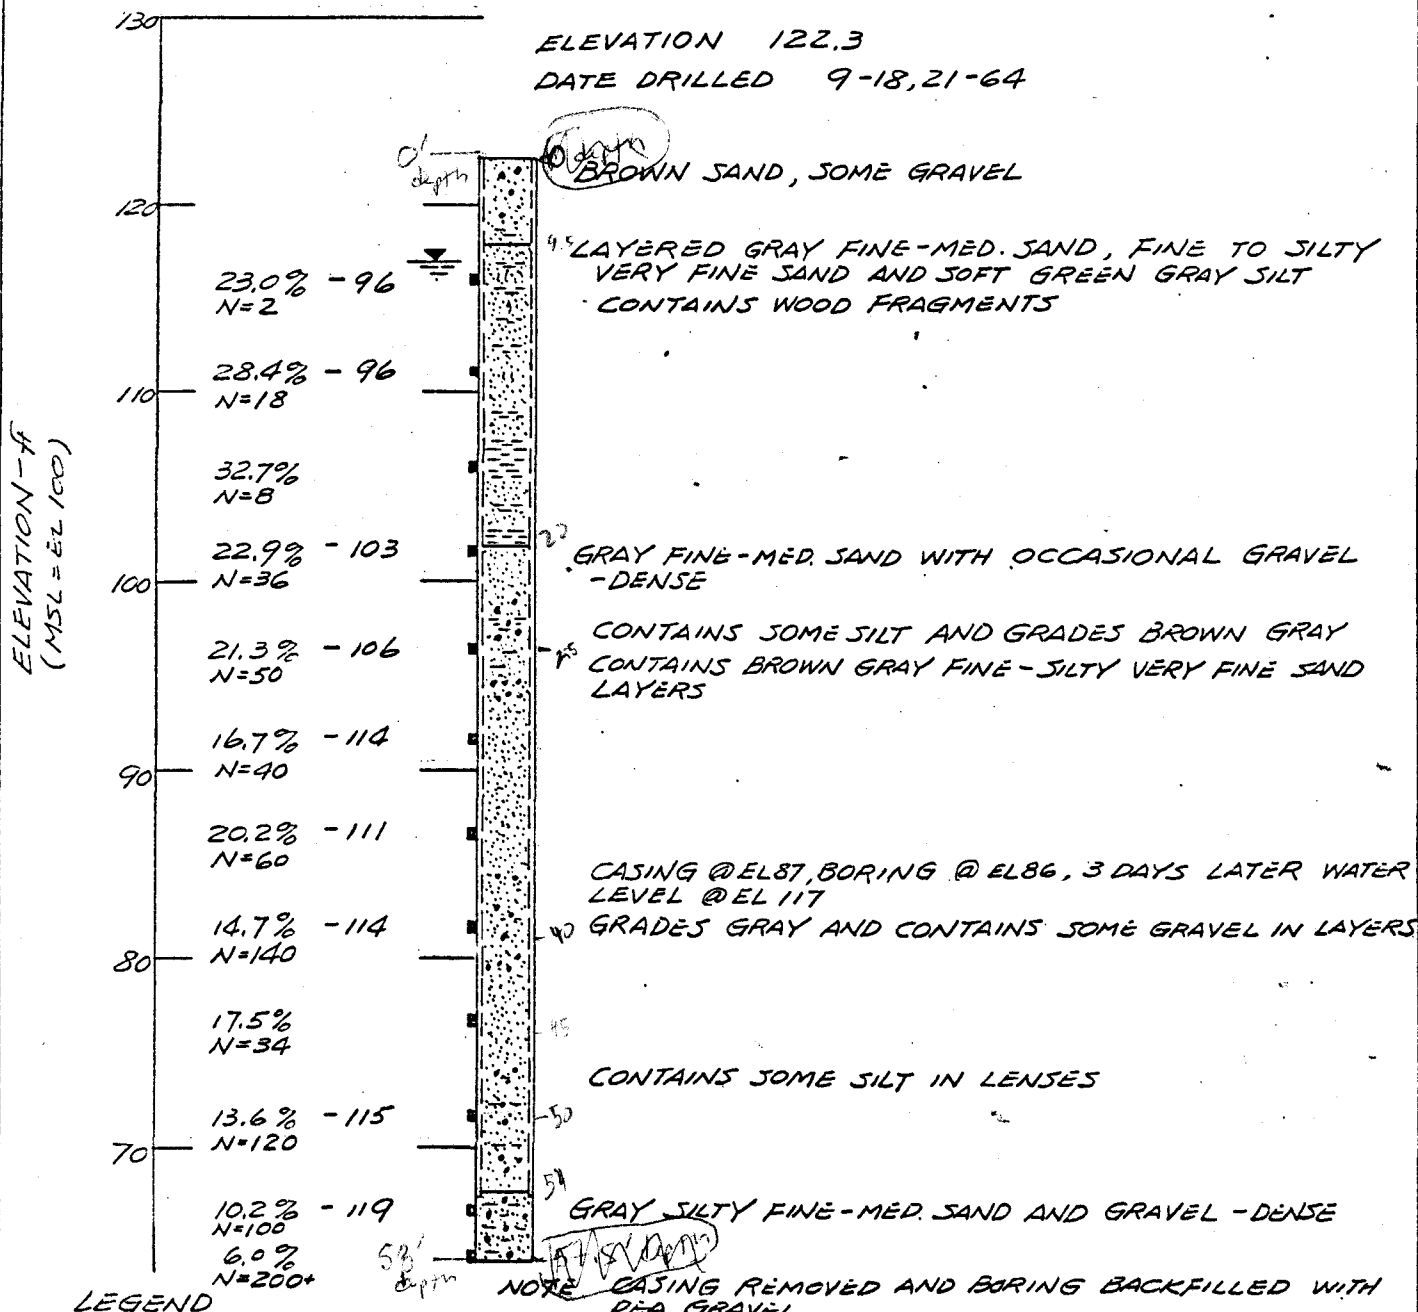 130
ELEVATION 122.3
DATE DRILLED 9-18,21-64
0'
depth
BROWN SAND, SOME GRAVEL
120
4.5
LAYERED GRAY FINE-MED. SAND, FINE TO SILTY
VERY FINE SAND AND SOFT GREEN GRAY SILT
CONTAINS WOOD FRAGMENTS
23.0% - 96
N=2
28.4% - 96
N=18
110
32.7%
N=8
ELEVATION-ft
(MSL = EL 100)
22.9% - 103
N=36
GRAY FINE-MED. SAND WITH OCCASIONAL GRAVEL
-DENSE
100
CONTAINS SOME SILT AND GRADES BROWN GRAY
21.3% - 106
N=50
25
CONTAINS BROWN GRAY FINE-SILTY VERY FINE SAND
LAYERS
16.7% - 114
N=40
90
20.2% - 111
N=60
CASING @ EL87, BORING @ EL86, 3 DAYS LATER WATER
LEVEL @ EL 117
14.7% - 114
N=140
40
GRADES GRAY AND CONTAINS SOME GRAVEL IN LAYERS
80
17.5%
N=34
45
CONTAINS SOME SILT IN LENSES
13.6% - 115
N=120
50
70
54
10.2% - 119
N=100
GRAY SILTY FINE-MED. SAND AND GRAVEL - DENSE
6.0%
N=200+
58'
depth
NOTE CASING REMOVED AND BORING BACKFILLED WITH
PEA GRAVEL
LEGEND